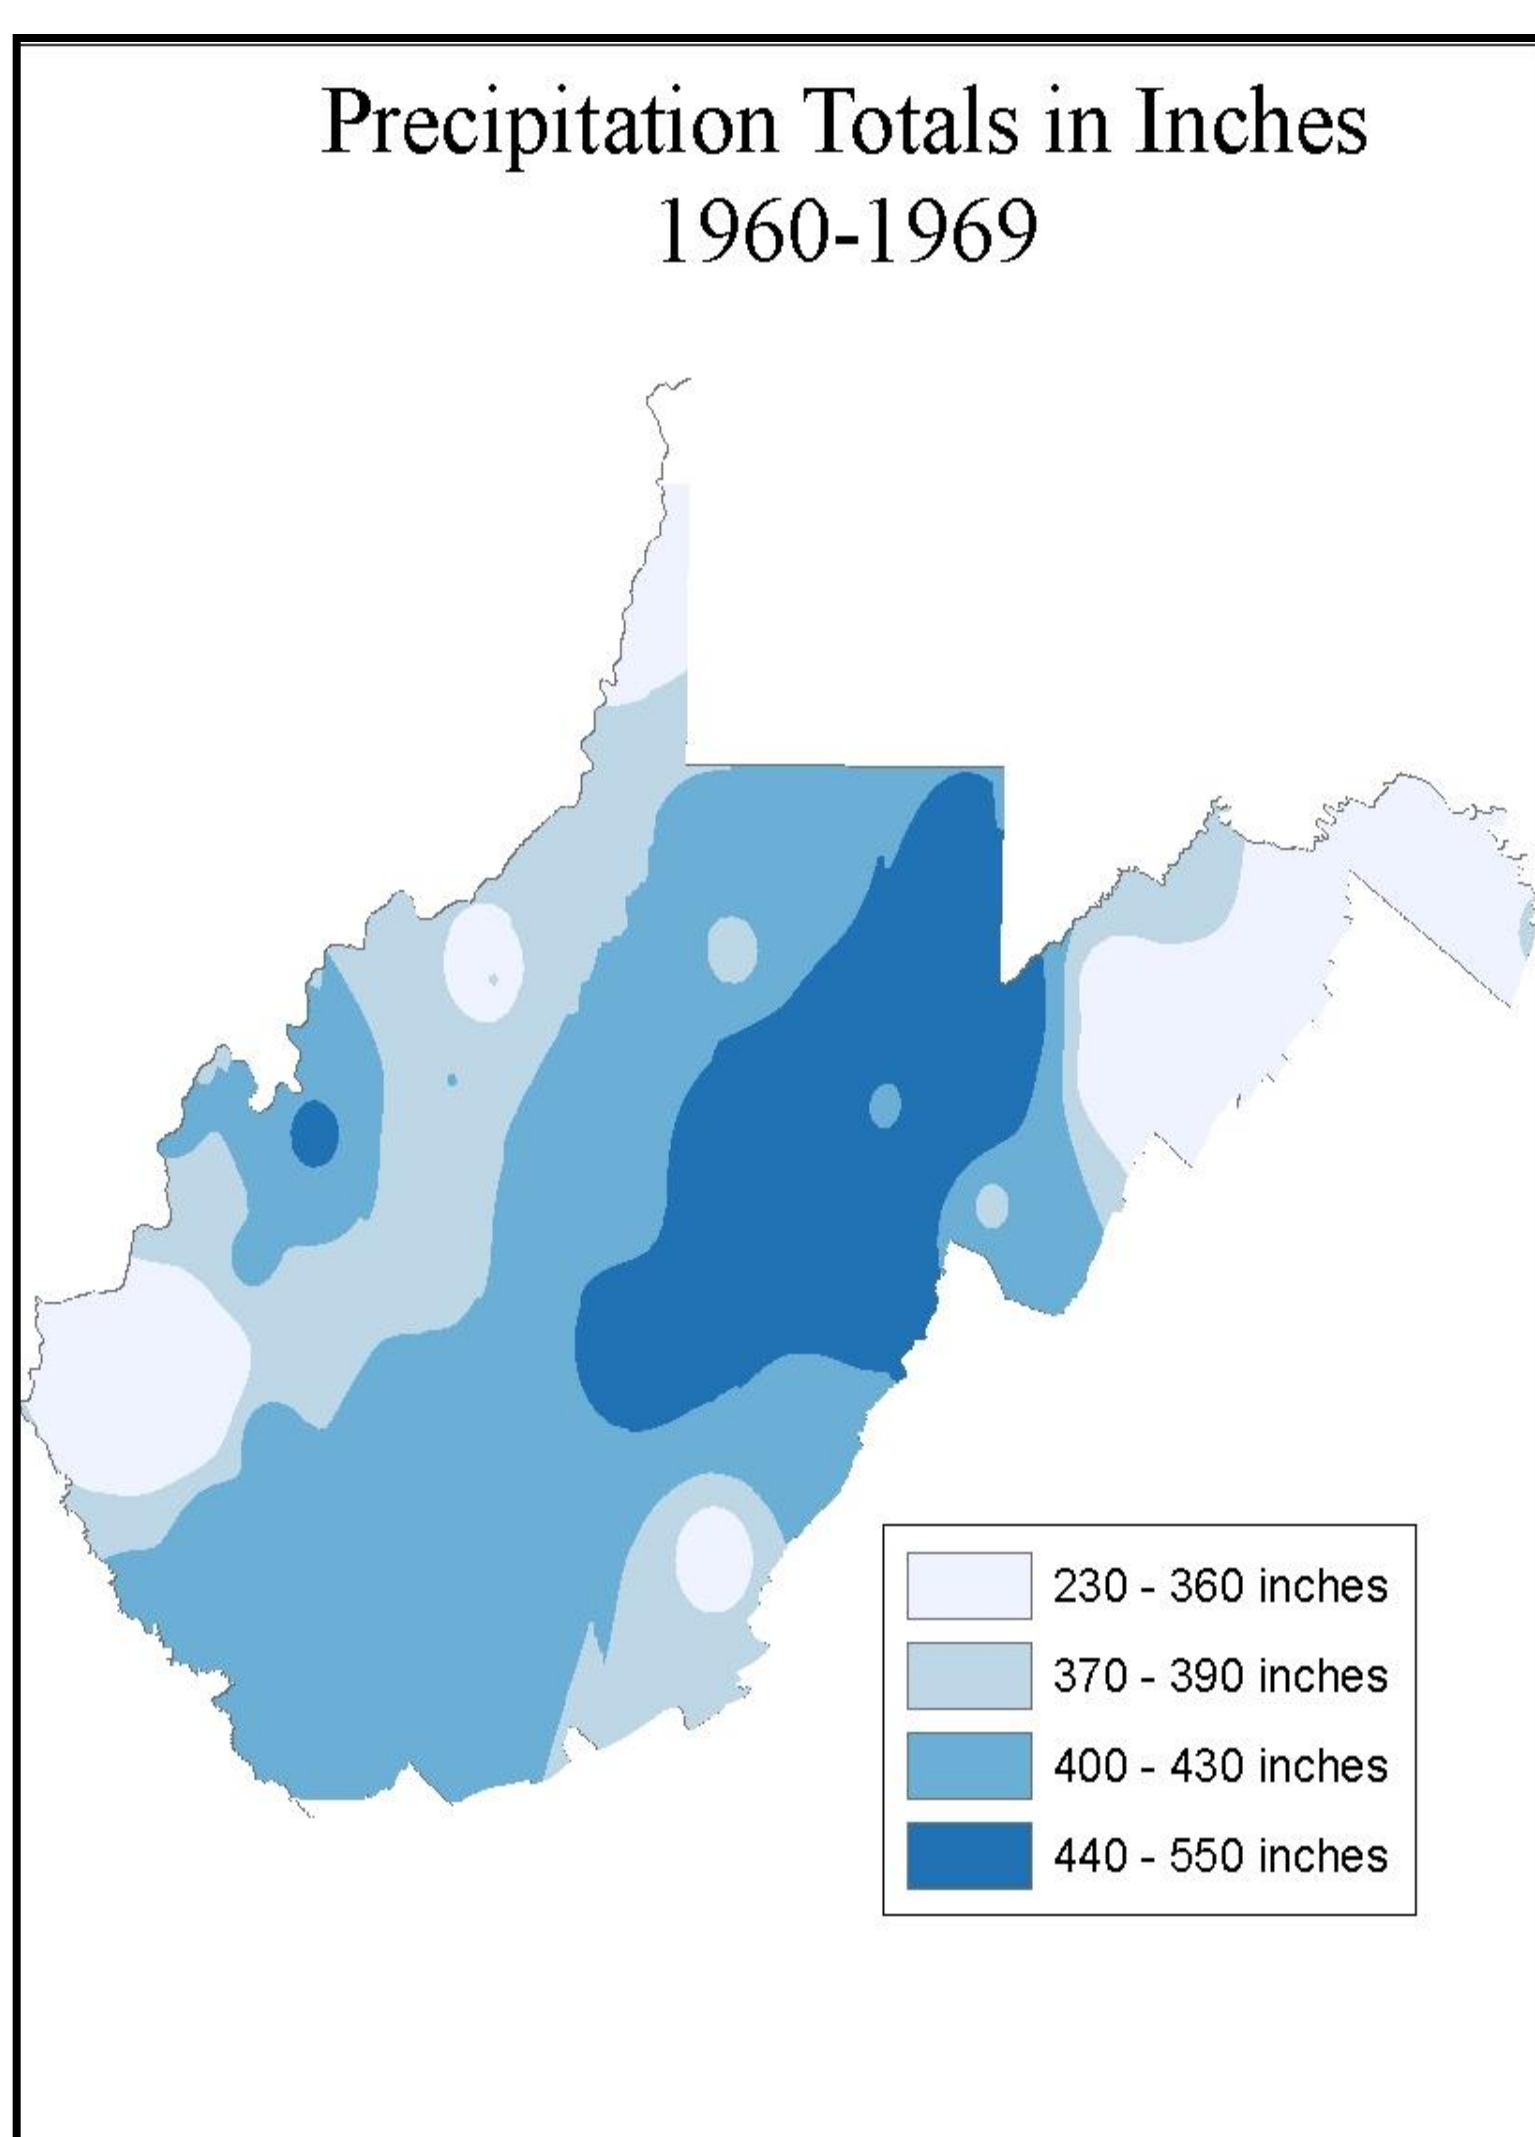 Precipitation Totals in Inches
1960-1969
230 - 360 inches
370 - 390 inches
400 - 430 inches
440 - 550 inches